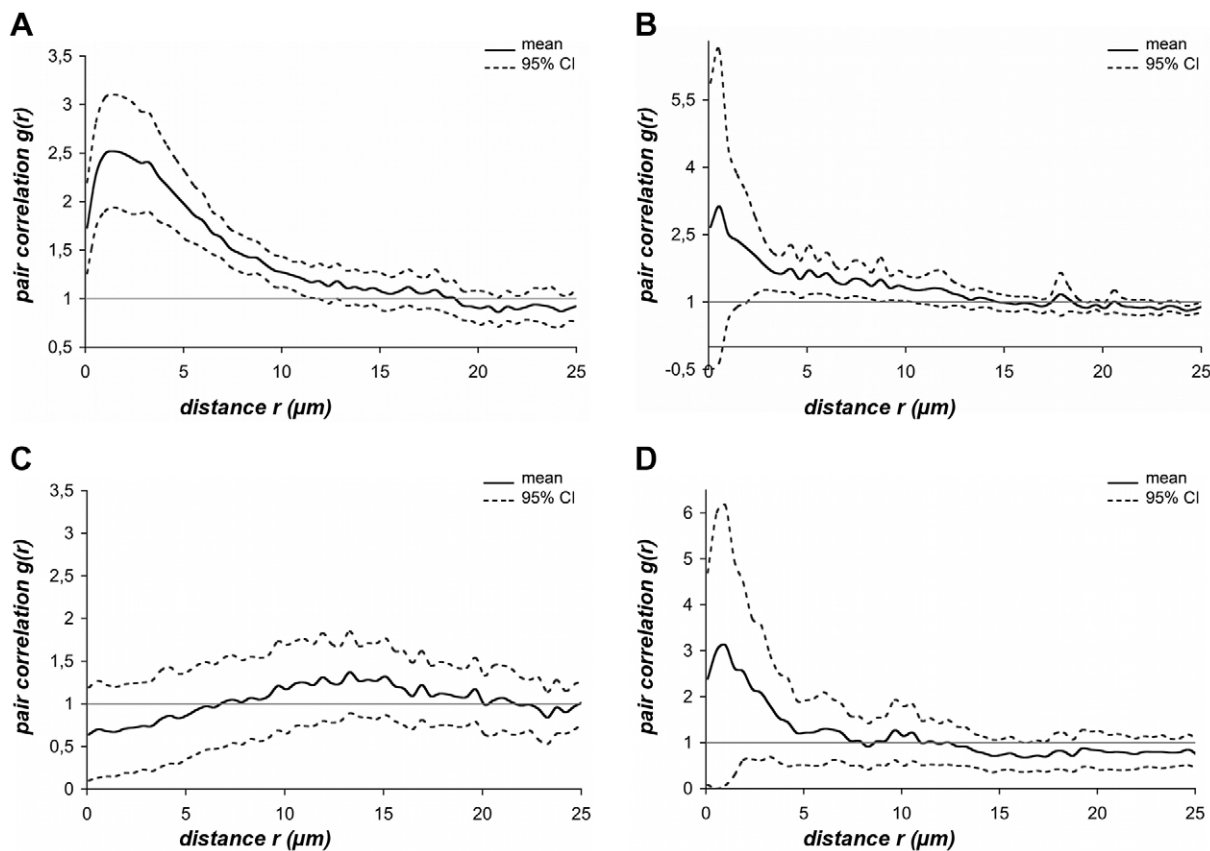 A
mean
95% CI
pair correlation g(r)
3,5
3
2,5
2
1,5
1
0,5
0 5 10 15 20 25
distance r (µm)
B
mean
95% CI
pair correlation g(r)
5,5
4
2,5
1
-0,5
0 5 10 15 20 25
distance r (µm)
C
mean
95% CI
pair correlation g(r)
3,5
3
2,5
2
1,5
1
0,5
0
0 5 10 15 20 25
distance r (µm)
D
mean
95% CI
pair correlation g(r)
6
5
4
3
2
1
0
0 5 10 15 20 25
distance r (µm)